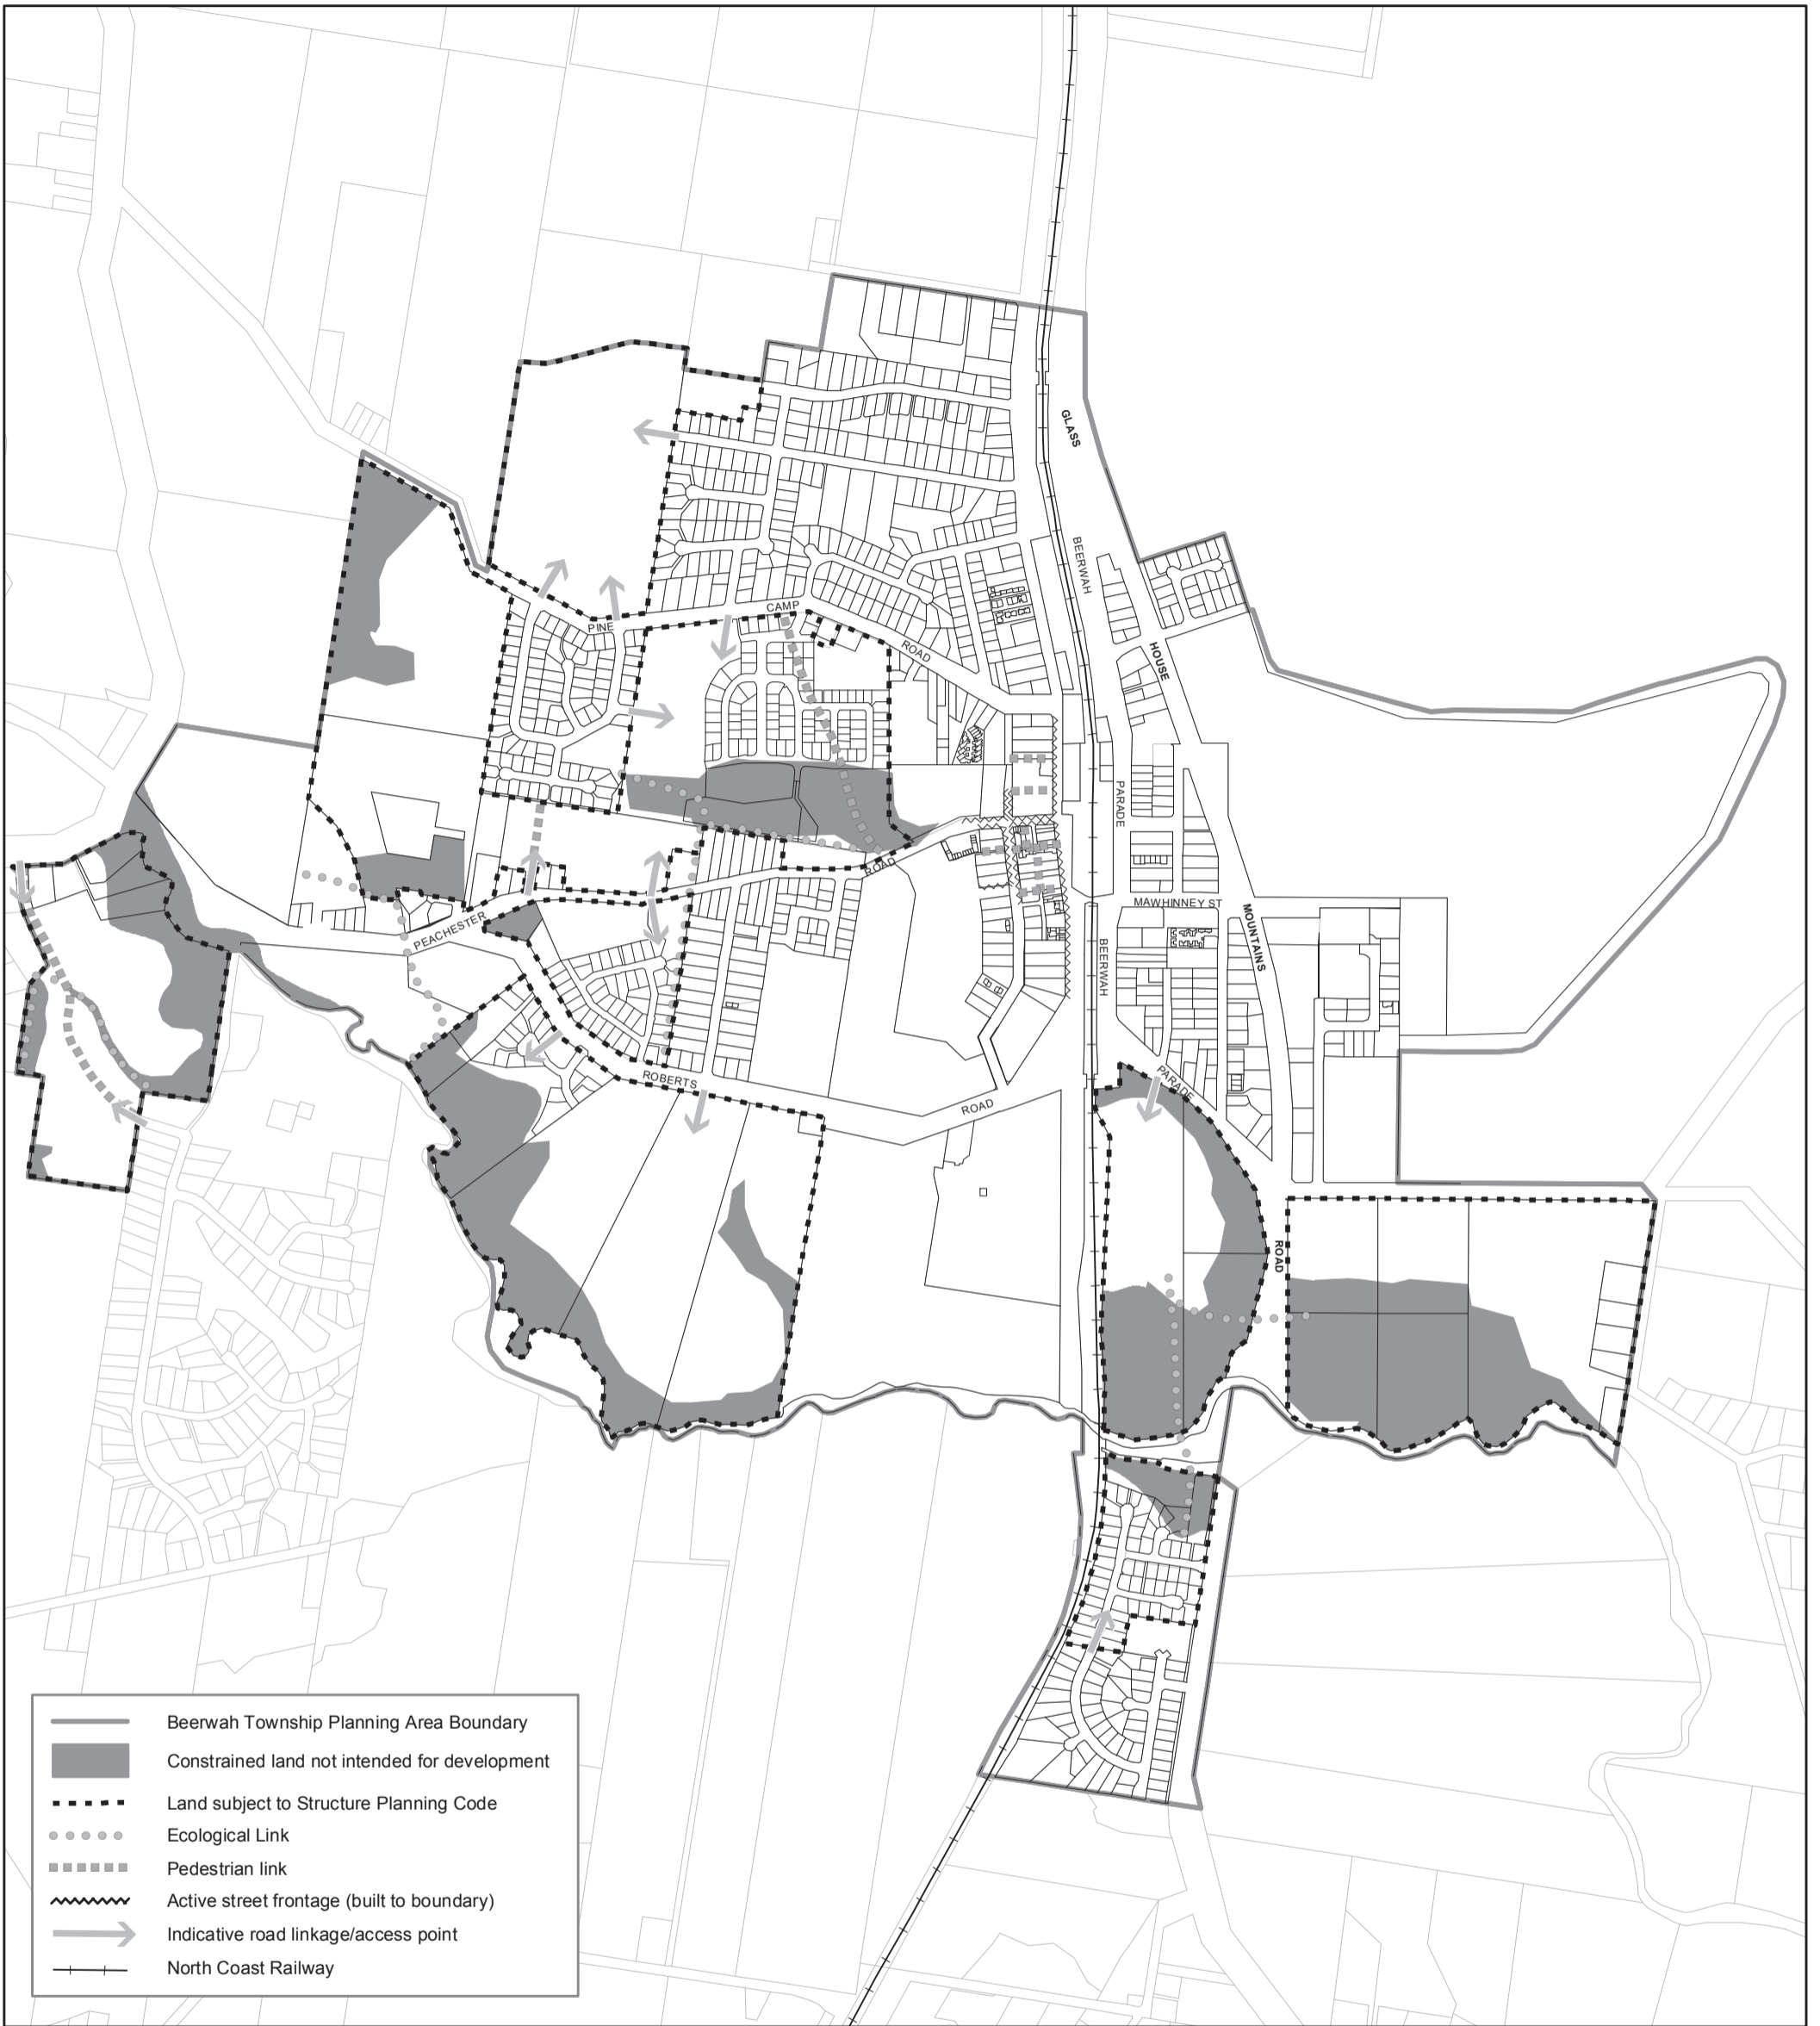 GLASS
BEERWAH
CAMP
PINE
ROAD
HOUSE
PARADE
ROAD
MAWHINNEY ST
PEACHESTER
MOUNTAINS
BEERWAH
ROBERTS
PARADE
ROAD
ROAD
Beerwah Township Planning Area Boundary
Constrained land not intended for development
Land subject to Structure Planning Code
Ecological Link
Pedestrian link
Active street frontage (built to boundary)
Indicative road linkage/access point
North Coast Railway